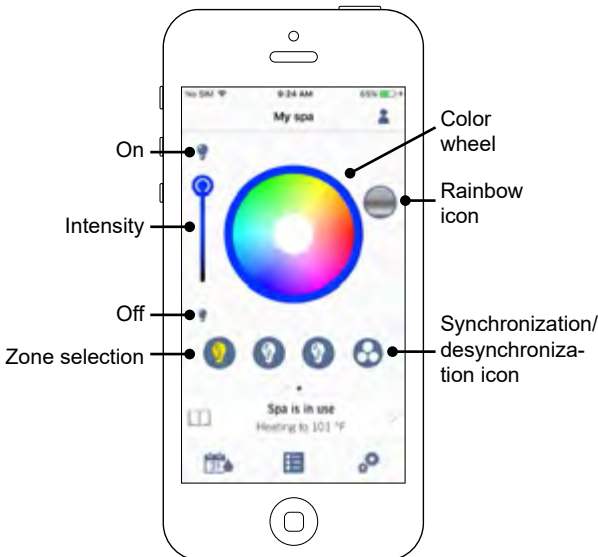 No SIM
9:24 AM
65%
My spa
On
Intensity
Off
Zone selection
Color
wheel
Rainbow
icon
Synchronization/
desynchroniza-
tion icon
Spa is in use
Heating to 101 °F